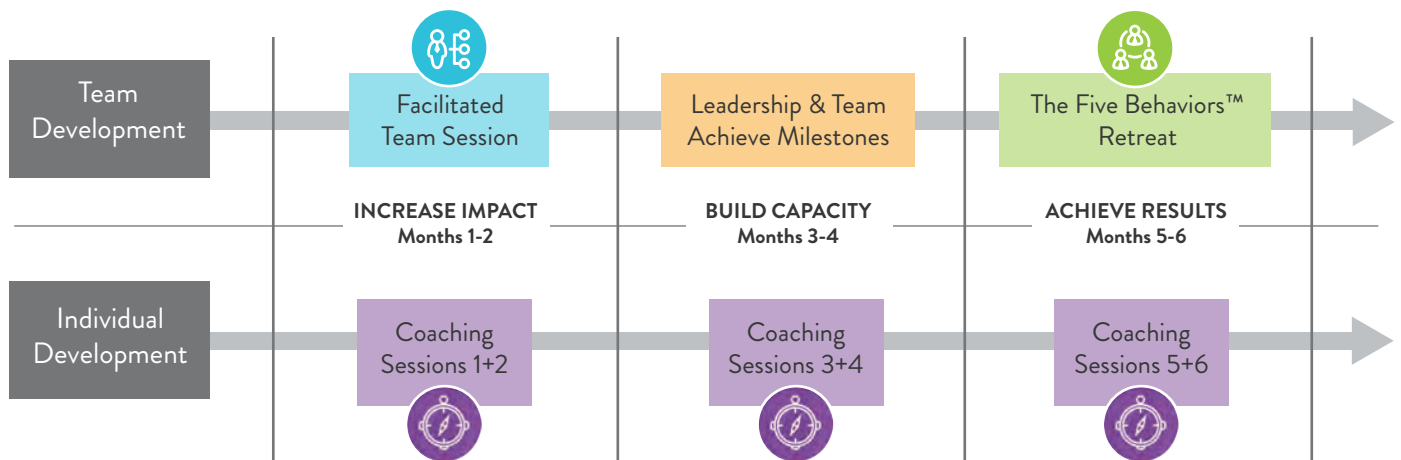 Team
Development
Facilitated
Team Session
Leadership & Team
Achieve Milestones
The Five Behaviors™
Retreat
INCREASE IMPACT
Months 1-2
BUILD CAPACITY
Months 3-4
ACHIEVE RESULTS
Months 5-6
Individual
Development
Coaching
Sessions 1+2
Coaching
Sessions 3+4
Coaching
Sessions 5+6